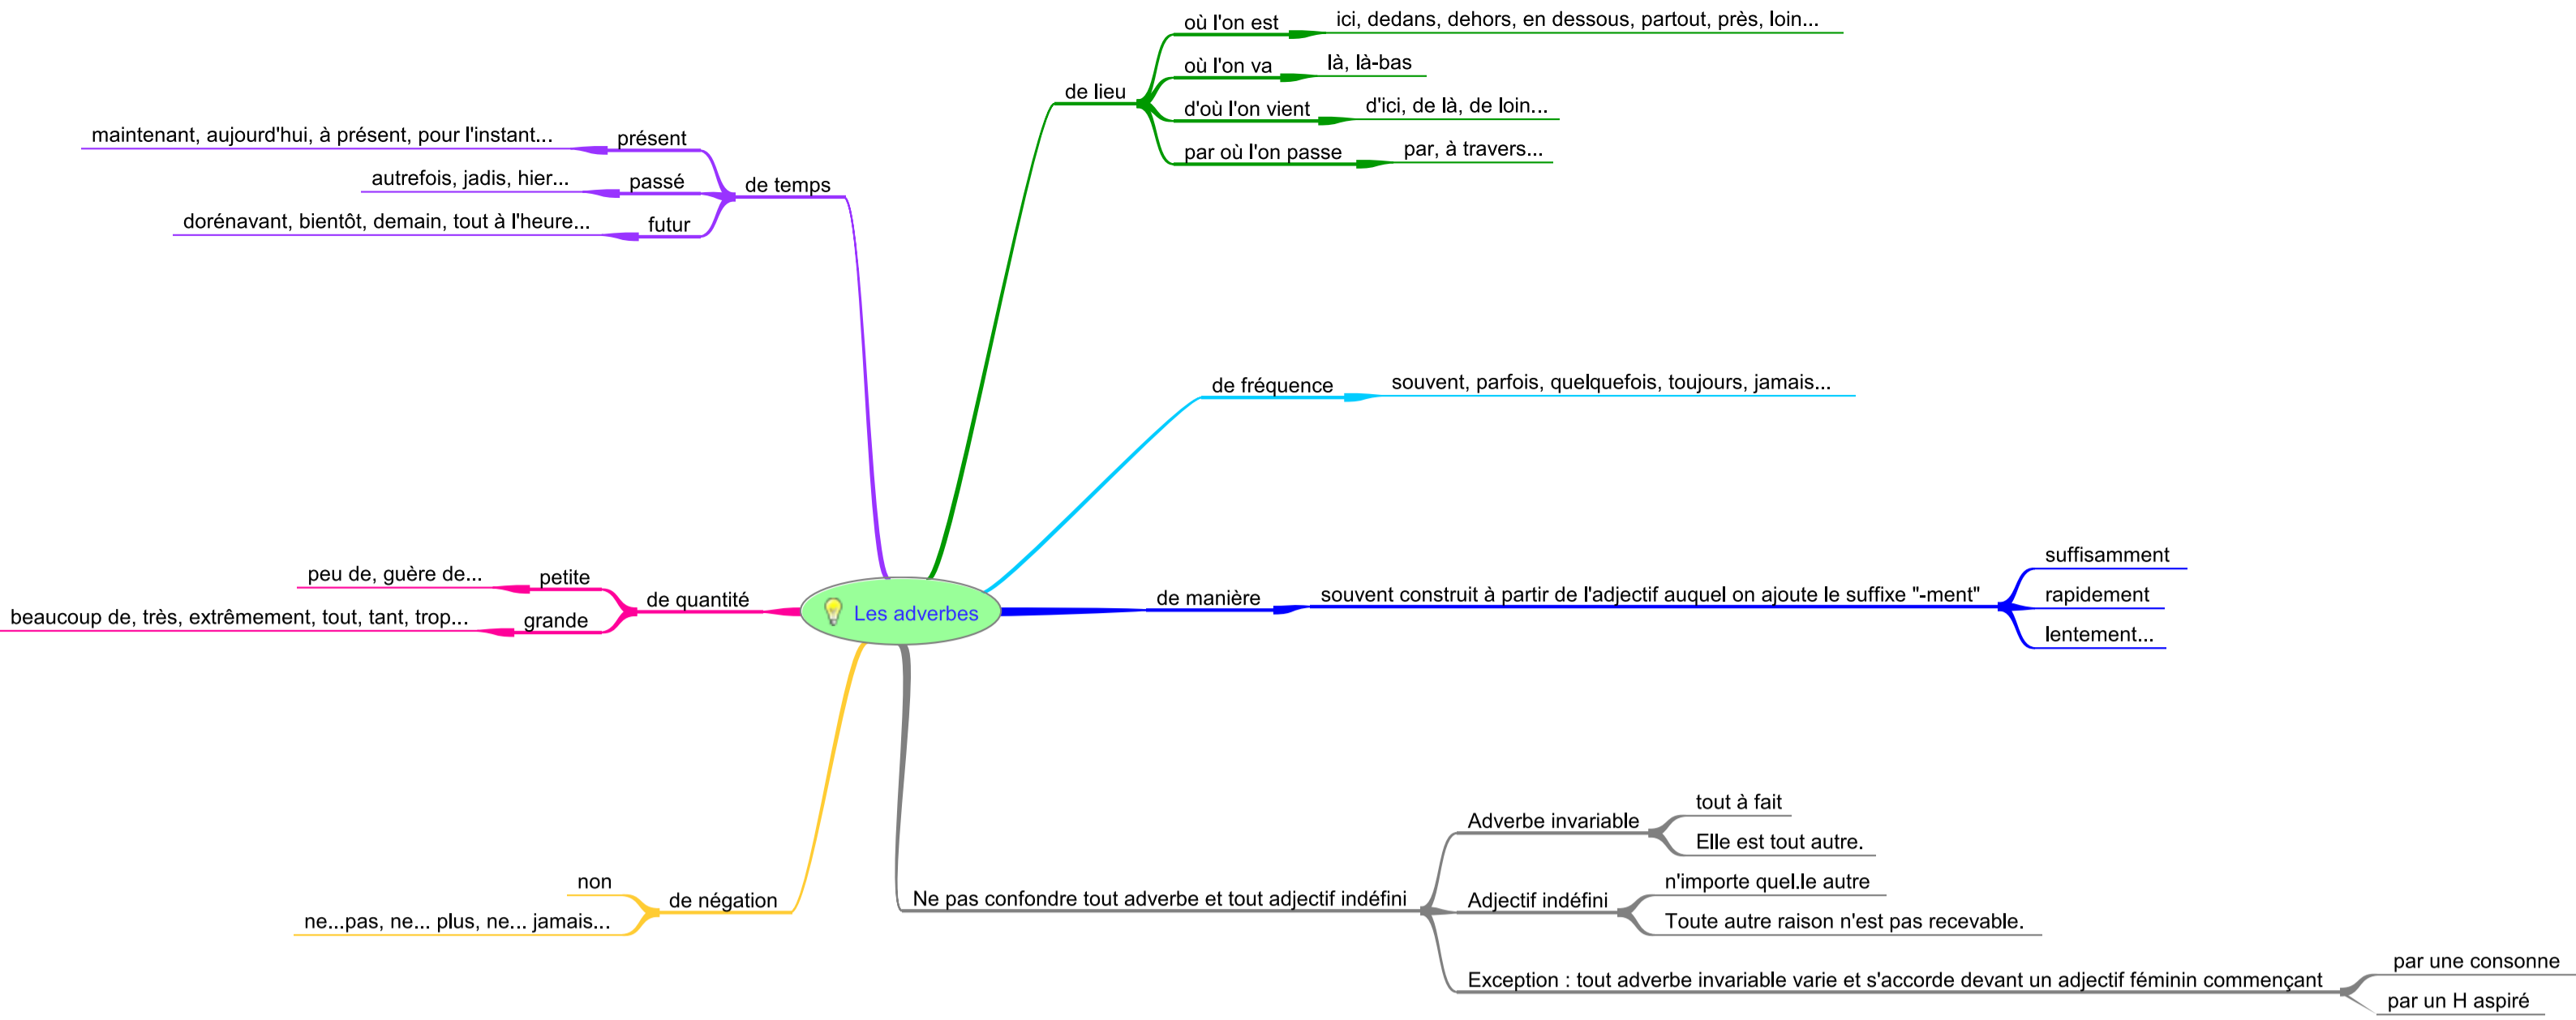 Les adverbes
de lieu
où l'on est
ici, dedans, dehors, en dessous, partout, près, loin...
où l'on va
là, là-bas
d'où l'on vient
d'ici, de là, de loin...
par où l'on passe
par, à travers...
de fréquence
souvent, parfois, quelquefois, toujours, jamais...
de manière
souvent construit à partir de l'adjectif auquel on ajoute le suffixe "-ment"
suffisamment
rapidement
lentement...
Ne pas confondre tout adverbe et tout adjectif indéfini
Adverbe invariable
tout à fait
Elle est tout autre.
Adjectif indéfini
n'importe quel.le autre
Toute autre raison n'est pas recevable.
Exception : tout adverbe invariable varie et s'accorde devant un adjectif féminin commençant
par une consonne
par un H aspiré
de temps
présent
maintenant, aujourd'hui, à présent, pour l'instant...
passé
autrefois, jadis, hier...
futur
dorénavant, bientôt, demain, tout à l'heure...
de quantité
petite
peu de, guère de...
grande
beaucoup de, très, extrêmement, tout, tant, trop...
de négation
non
ne...pas, ne... plus, ne... jamais...